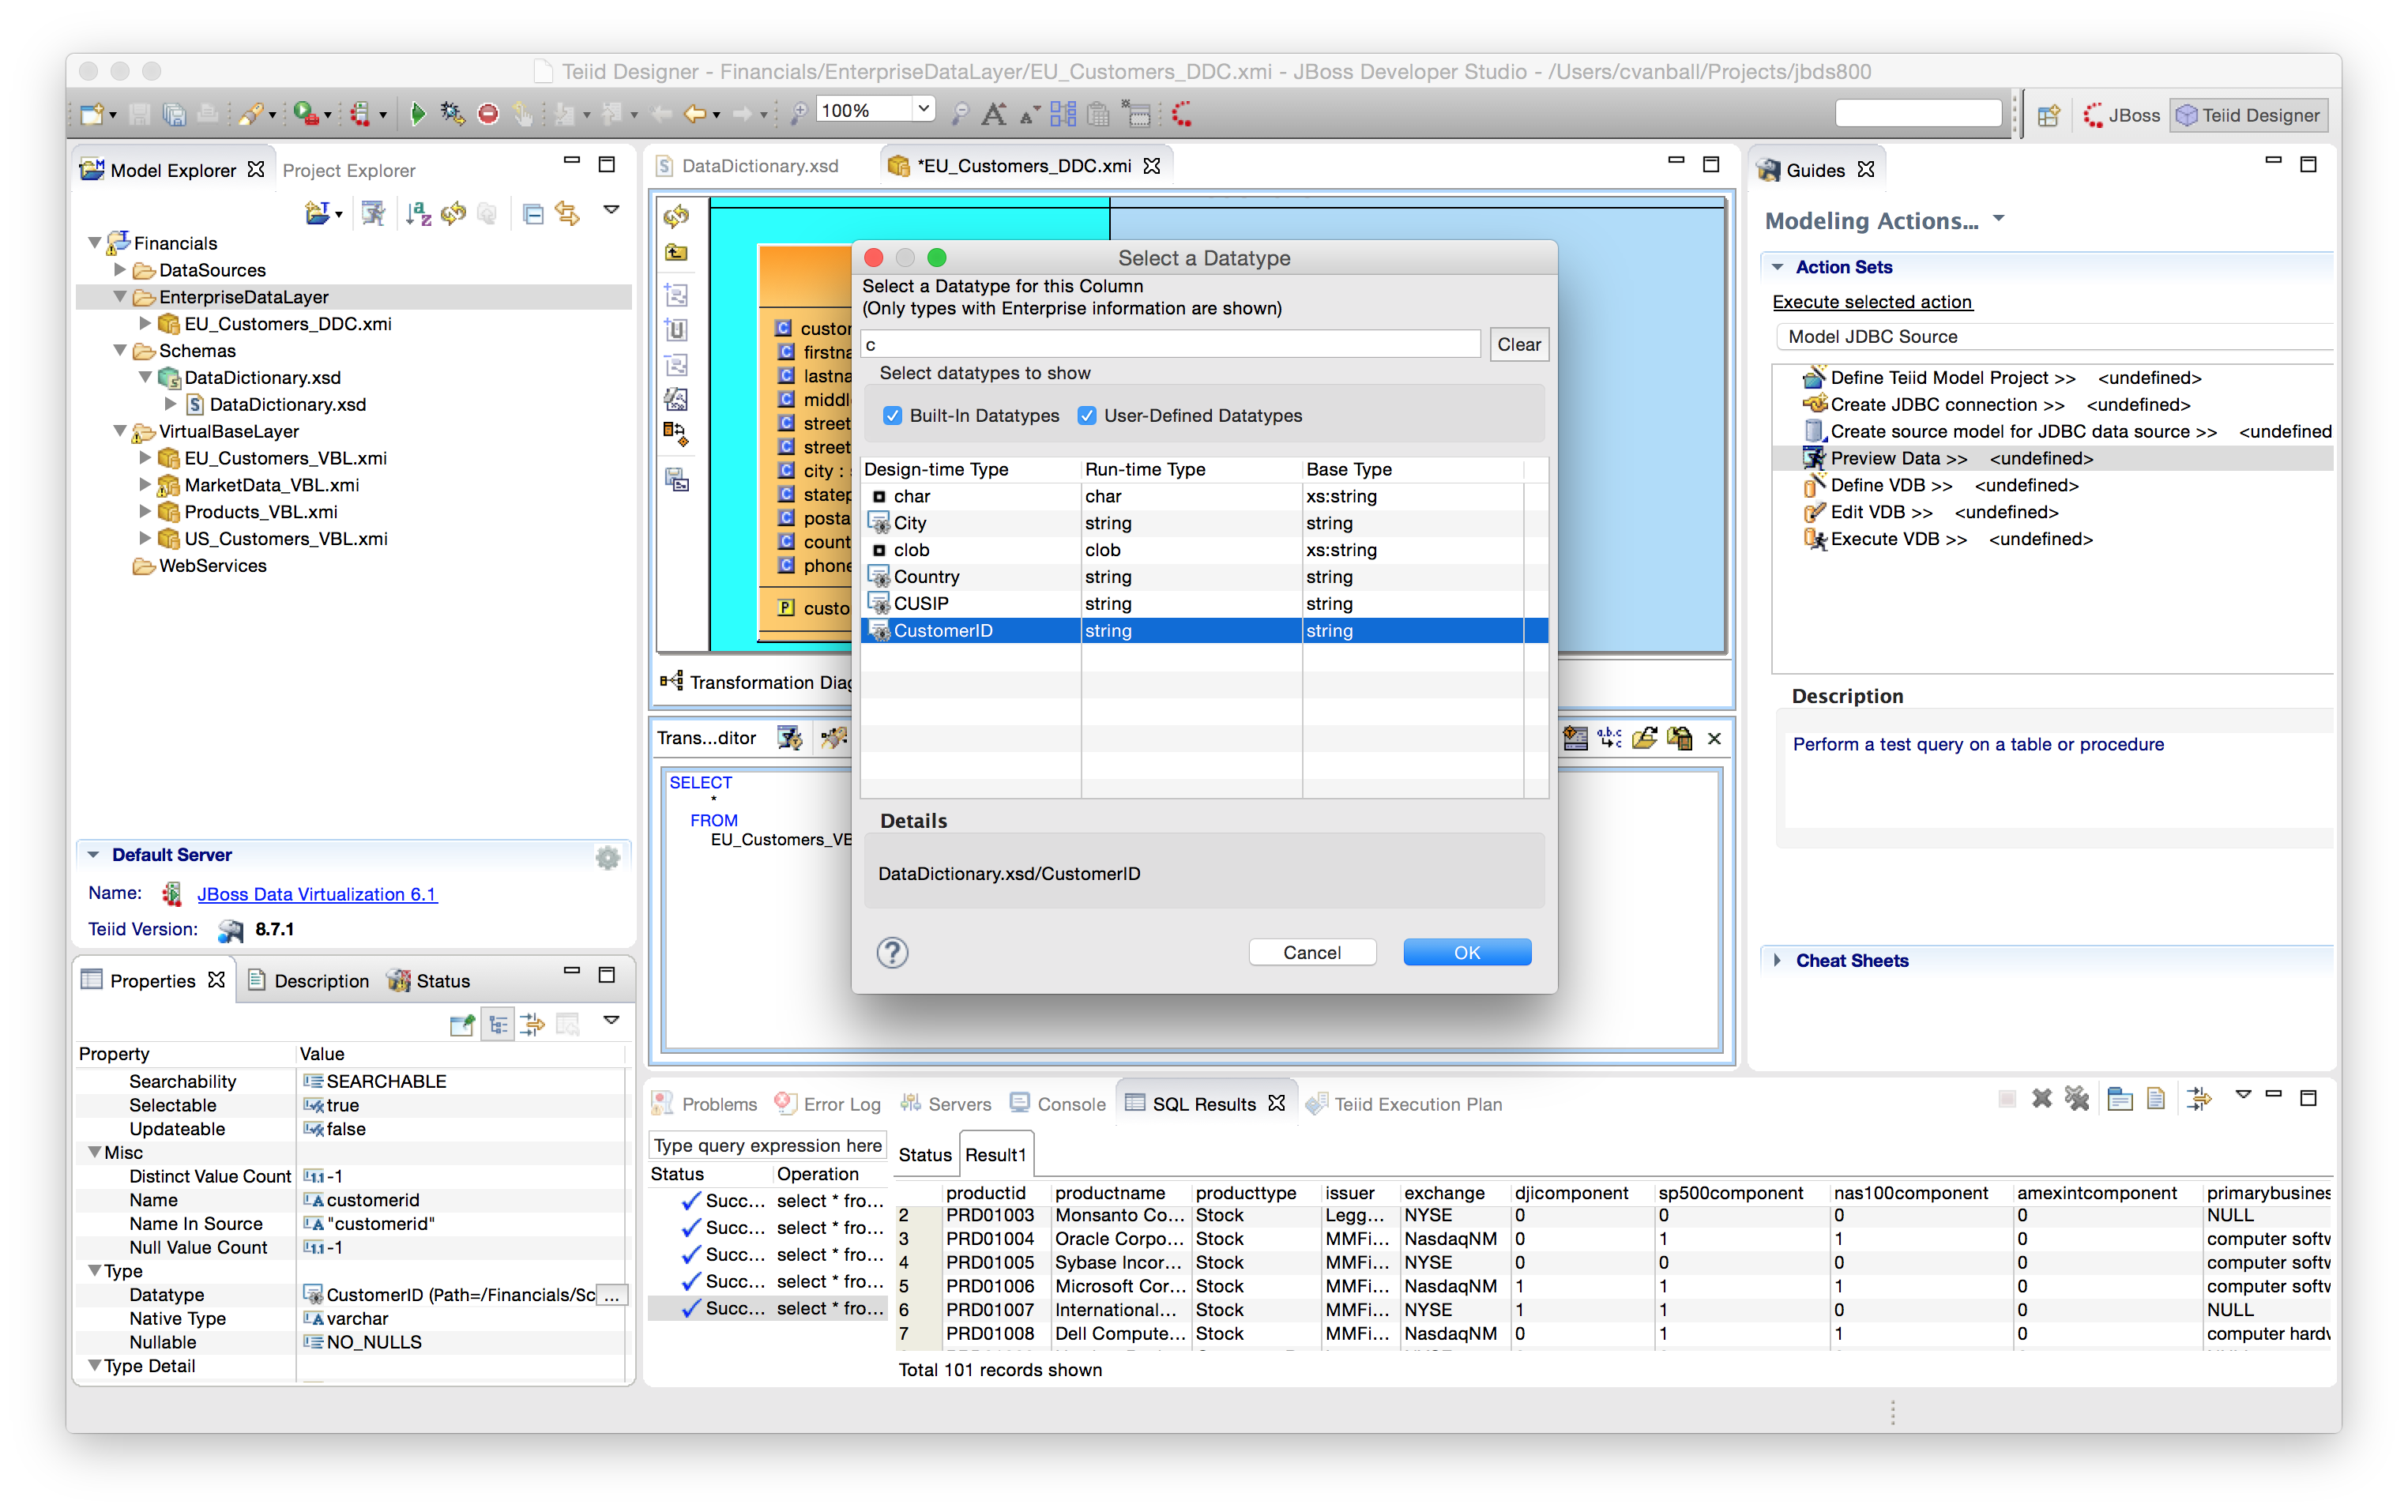 Teiid Designer - Financials/EnterpriseDataLayer/EU_Customers_DDC.xmi - JBoss Developer Studio - /Users/cvanball/Projects/jbds800
100%
JBoss
Teiid Designer
Model Explorer
Project Explorer
Financials
DataSources
EnterpriseDataLayer
EU_Customers_DDC.xmi
Schemas
DataDictionary.xsd
DataDictionary.xsd
VirtualBaseLayer
EU_Customers_VBL.xmi
MarketData_VBL.xmi
Products_VBL.xmi
US_Customers_VBL.xmi
WebServices
Default Server
Name: JBoss Data Virtualization 6.1
Teiid Version: 8.7.1
Properties
Description
Status
Property Value
Searchability SEARCHABLE
Selectable true
Updateable false
Misc
Distinct Value Count -1
Name customerid
Name In Source "customerid"
Null Value Count -1
Type
Datatype CustomerID (Path=/Financials/Sc ...
Native Type varchar
Nullable NO_NULLS
Type Detail
DataDictionary.xsd
*EU_Customers_DDC.xmi
custor
firstna
lastna
middl
street
street
city :
statep
posta
count
phone
custo
Transformation Diag
Trans...ditor
SELECT
*
FROM
EU_Customers_VB
Select a Datatype
Select a Datatype for this Column
(Only types with Enterprise information are shown)
c
Clear
Select datatypes to show
Built-In Datatypes
User-Defined Datatypes
Design-time Type Run-time Type Base Type
char char xs:string
City string string
clob clob xs:string
Country string string
CUSIP string string
CustomerID string string
Details
DataDictionary.xsd/CustomerID
?
Cancel
OK
Guides
Modeling Actions...
Action Sets
Execute selected action
Model JDBC Source
Define Teiid Model Project >> <undefined>
Create JDBC connection >> <undefined>
Create source model for JDBC data source >> <undefined
Preview Data >> <undefined>
Define VDB >> <undefined>
Edit VDB >> <undefined>
Execute VDB >> <undefined>
Description
Perform a test query on a table or procedure
Cheat Sheets
Problems
Error Log
Servers
Console
SQL Results
Teiid Execution Plan
Type query expression here
Status Operation
Succ... select * fro...
Succ... select * fro...
Succ... select * fro...
Succ... select * fro...
Succ... select * fro...
Status
Result1
productid productname producttype issuer exchange djicomponent sp500component nas100component amexintcomponent primarybusines
2 PRD01003 Monsanto Co... Stock Legg... NYSE 0 0 0 0 NULL
3 PRD01004 Oracle Corpo... Stock MMFi... NasdaqNM 0 1 1 0 computer softw
4 PRD01005 Sybase Incor... Stock MMFi... NYSE 0 0 0 0 computer softw
5 PRD01006 Microsoft Cor... Stock MMFi... NasdaqNM 1 1 1 0 computer softw
6 PRD01007 International... Stock MMFi... NYSE 1 1 0 0 NULL
7 PRD01008 Dell Compute... Stock MMFi... NasdaqNM 0 1 1 0 computer hardw
Total 101 records shown